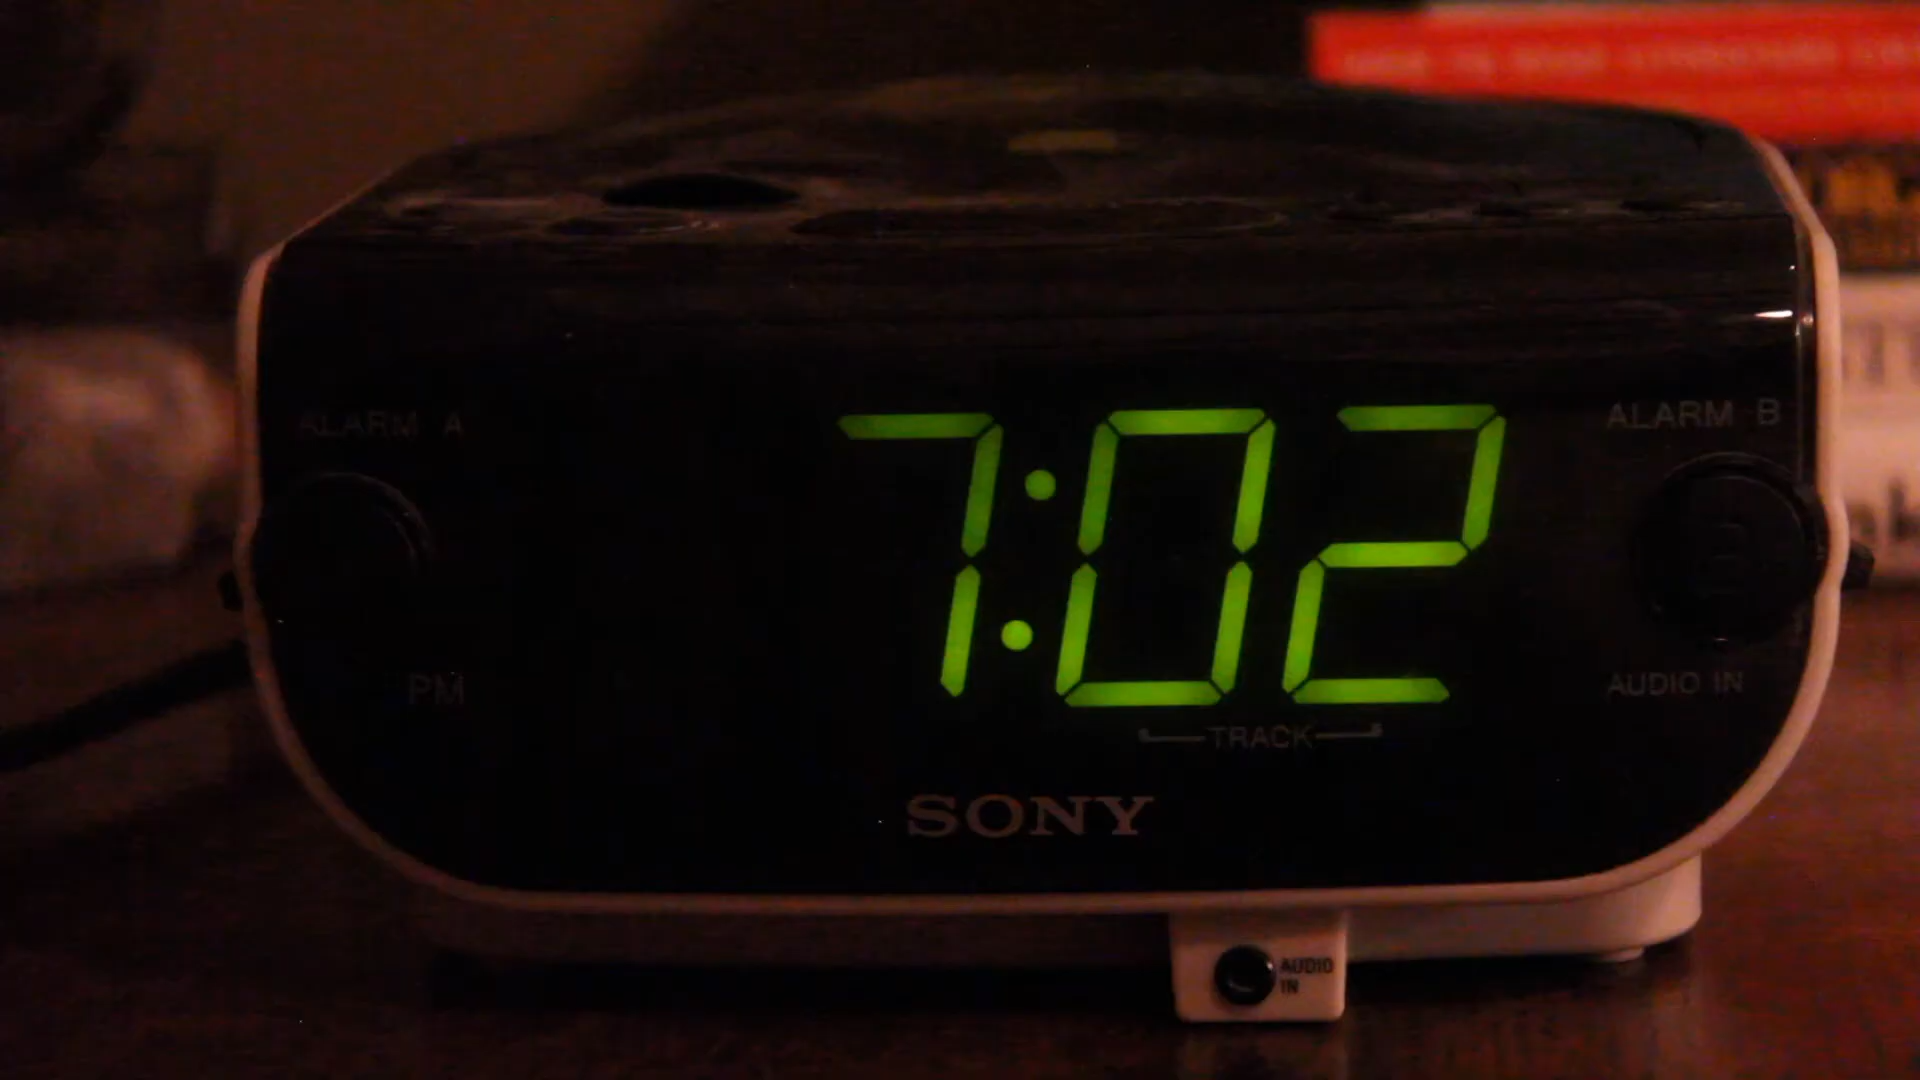 ALARM A
7:02
ALARM B
PM
AUDIO IN
TRACK
SONY
AUDIO
IN